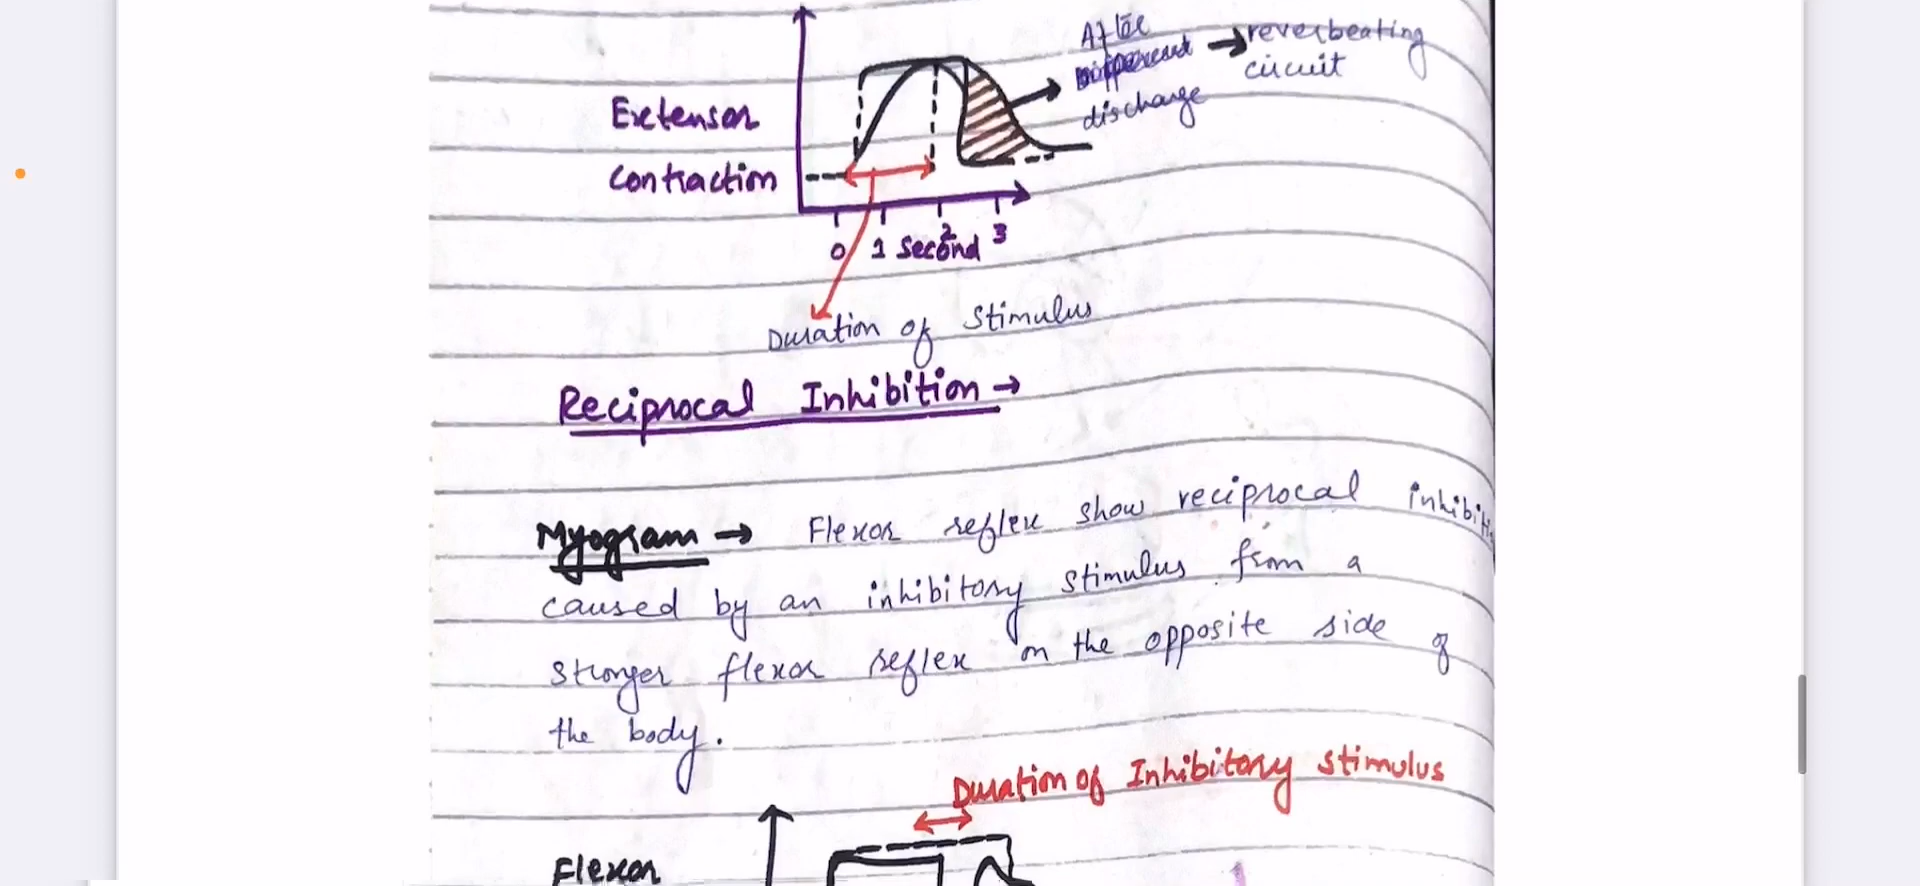 After
discharge
→ reverbeating
circuit
Extensor
Contraction
0 1 2 3
Second
Duration of Stimulus
Reciprocal Inhibition →
Myogram → Flexor reflex show reciprocal inhibit
caused by an inhibitory stimulus from a
stronger flexor reflex on the opposite side of
the body.
Duration of Inhibitory stimulus
Flexor